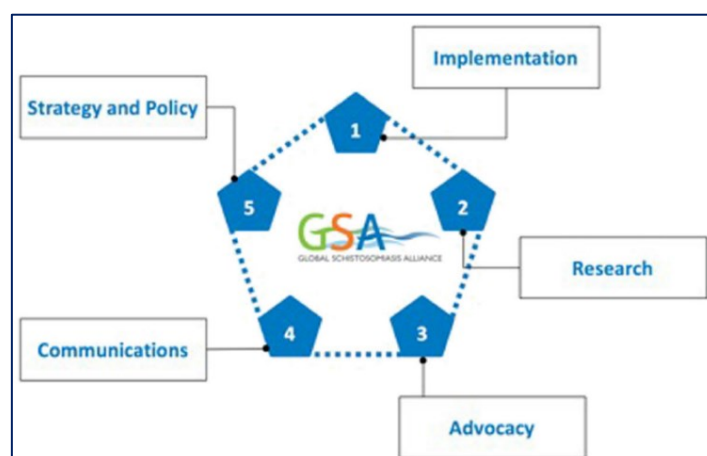 Implementation
Strategy and Policy
1
5
2
GSA
GLOBAL SCHISTOSOMIASIS ALLIANCE
Research
4
3
Communications
Advocacy